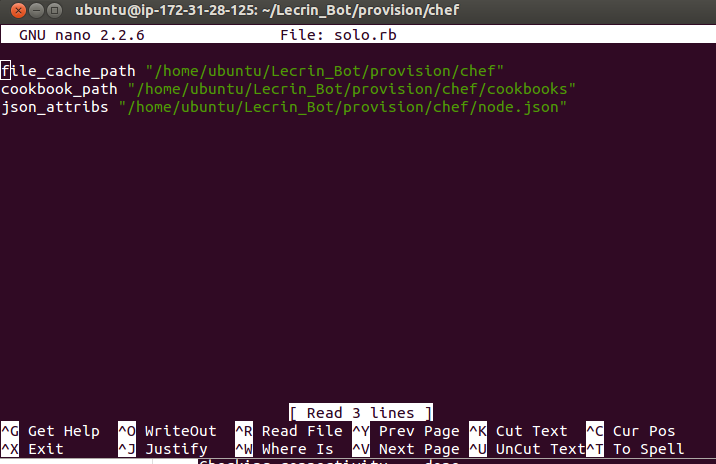 ubuntu@ip-172-31-28-125: ~/Lecrin_Bot/provision/chef
GNU nano 2.2.6 File: solo.rb
file_cache_path "/home/ubuntu/Lecrin_Bot/provision/chef"
cookbook_path "/home/ubuntu/Lecrin_Bot/provision/chef/cookbooks"
json_attribs "/home/ubuntu/Lecrin_Bot/provision/chef/node.json"
[ Read 3 lines ]
^G Get Help ^O WriteOut ^R Read File ^Y Prev Page ^K Cut Text ^C Cur Pos
^X Exit ^J Justify ^W Where Is ^V Next Page ^U UnCut Text ^T To Spell